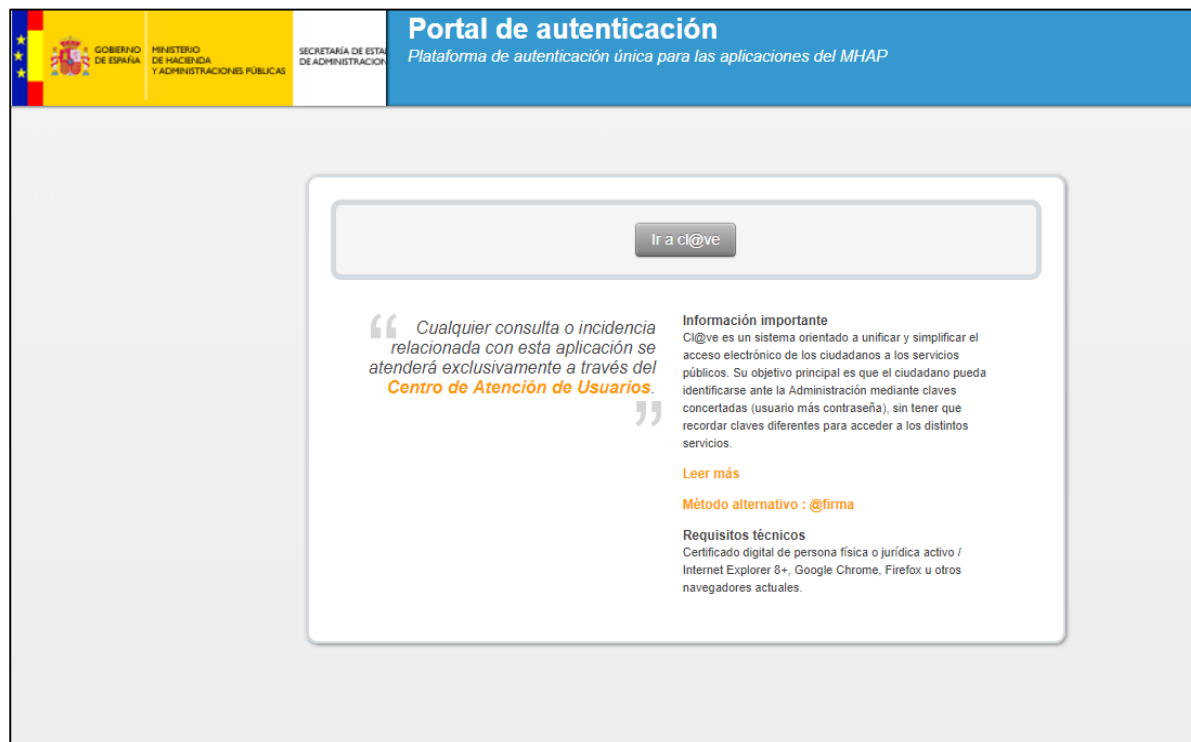 GOBIERNO
DE ESPAÑA
MINISTERIO
DE HACIENDA
Y ADMINISTRACIONES PÚBLICAS
SECRETARÍA DE ESTA
DE ADMINISTRACION
Portal de autenticación
Plataforma de autenticación única para las aplicaciones del MHAP
Ir a cl@ve
“ Cualquier consulta o incidencia
relacionada con esta aplicación se
atenderá exclusivamente a través del
Centro de Atención de Usuarios.
”
Información importante
Cl@ve es un sistema orientado a unificar y simplificar el
acceso electrónico de los ciudadanos a los servicios
públicos. Su objetivo principal es que el ciudadano pueda
identificarse ante la Administración mediante claves
concertadas (usuario más contraseña), sin tener que
recordar claves diferentes para acceder a los distintos
servicios.
Leer más
Método alternativo : @firma
Requisitos técnicos
Certificado digital de persona física o jurídica activo /
Internet Explorer 8+, Google Chrome, Firefox u otros
navegadores actuales.